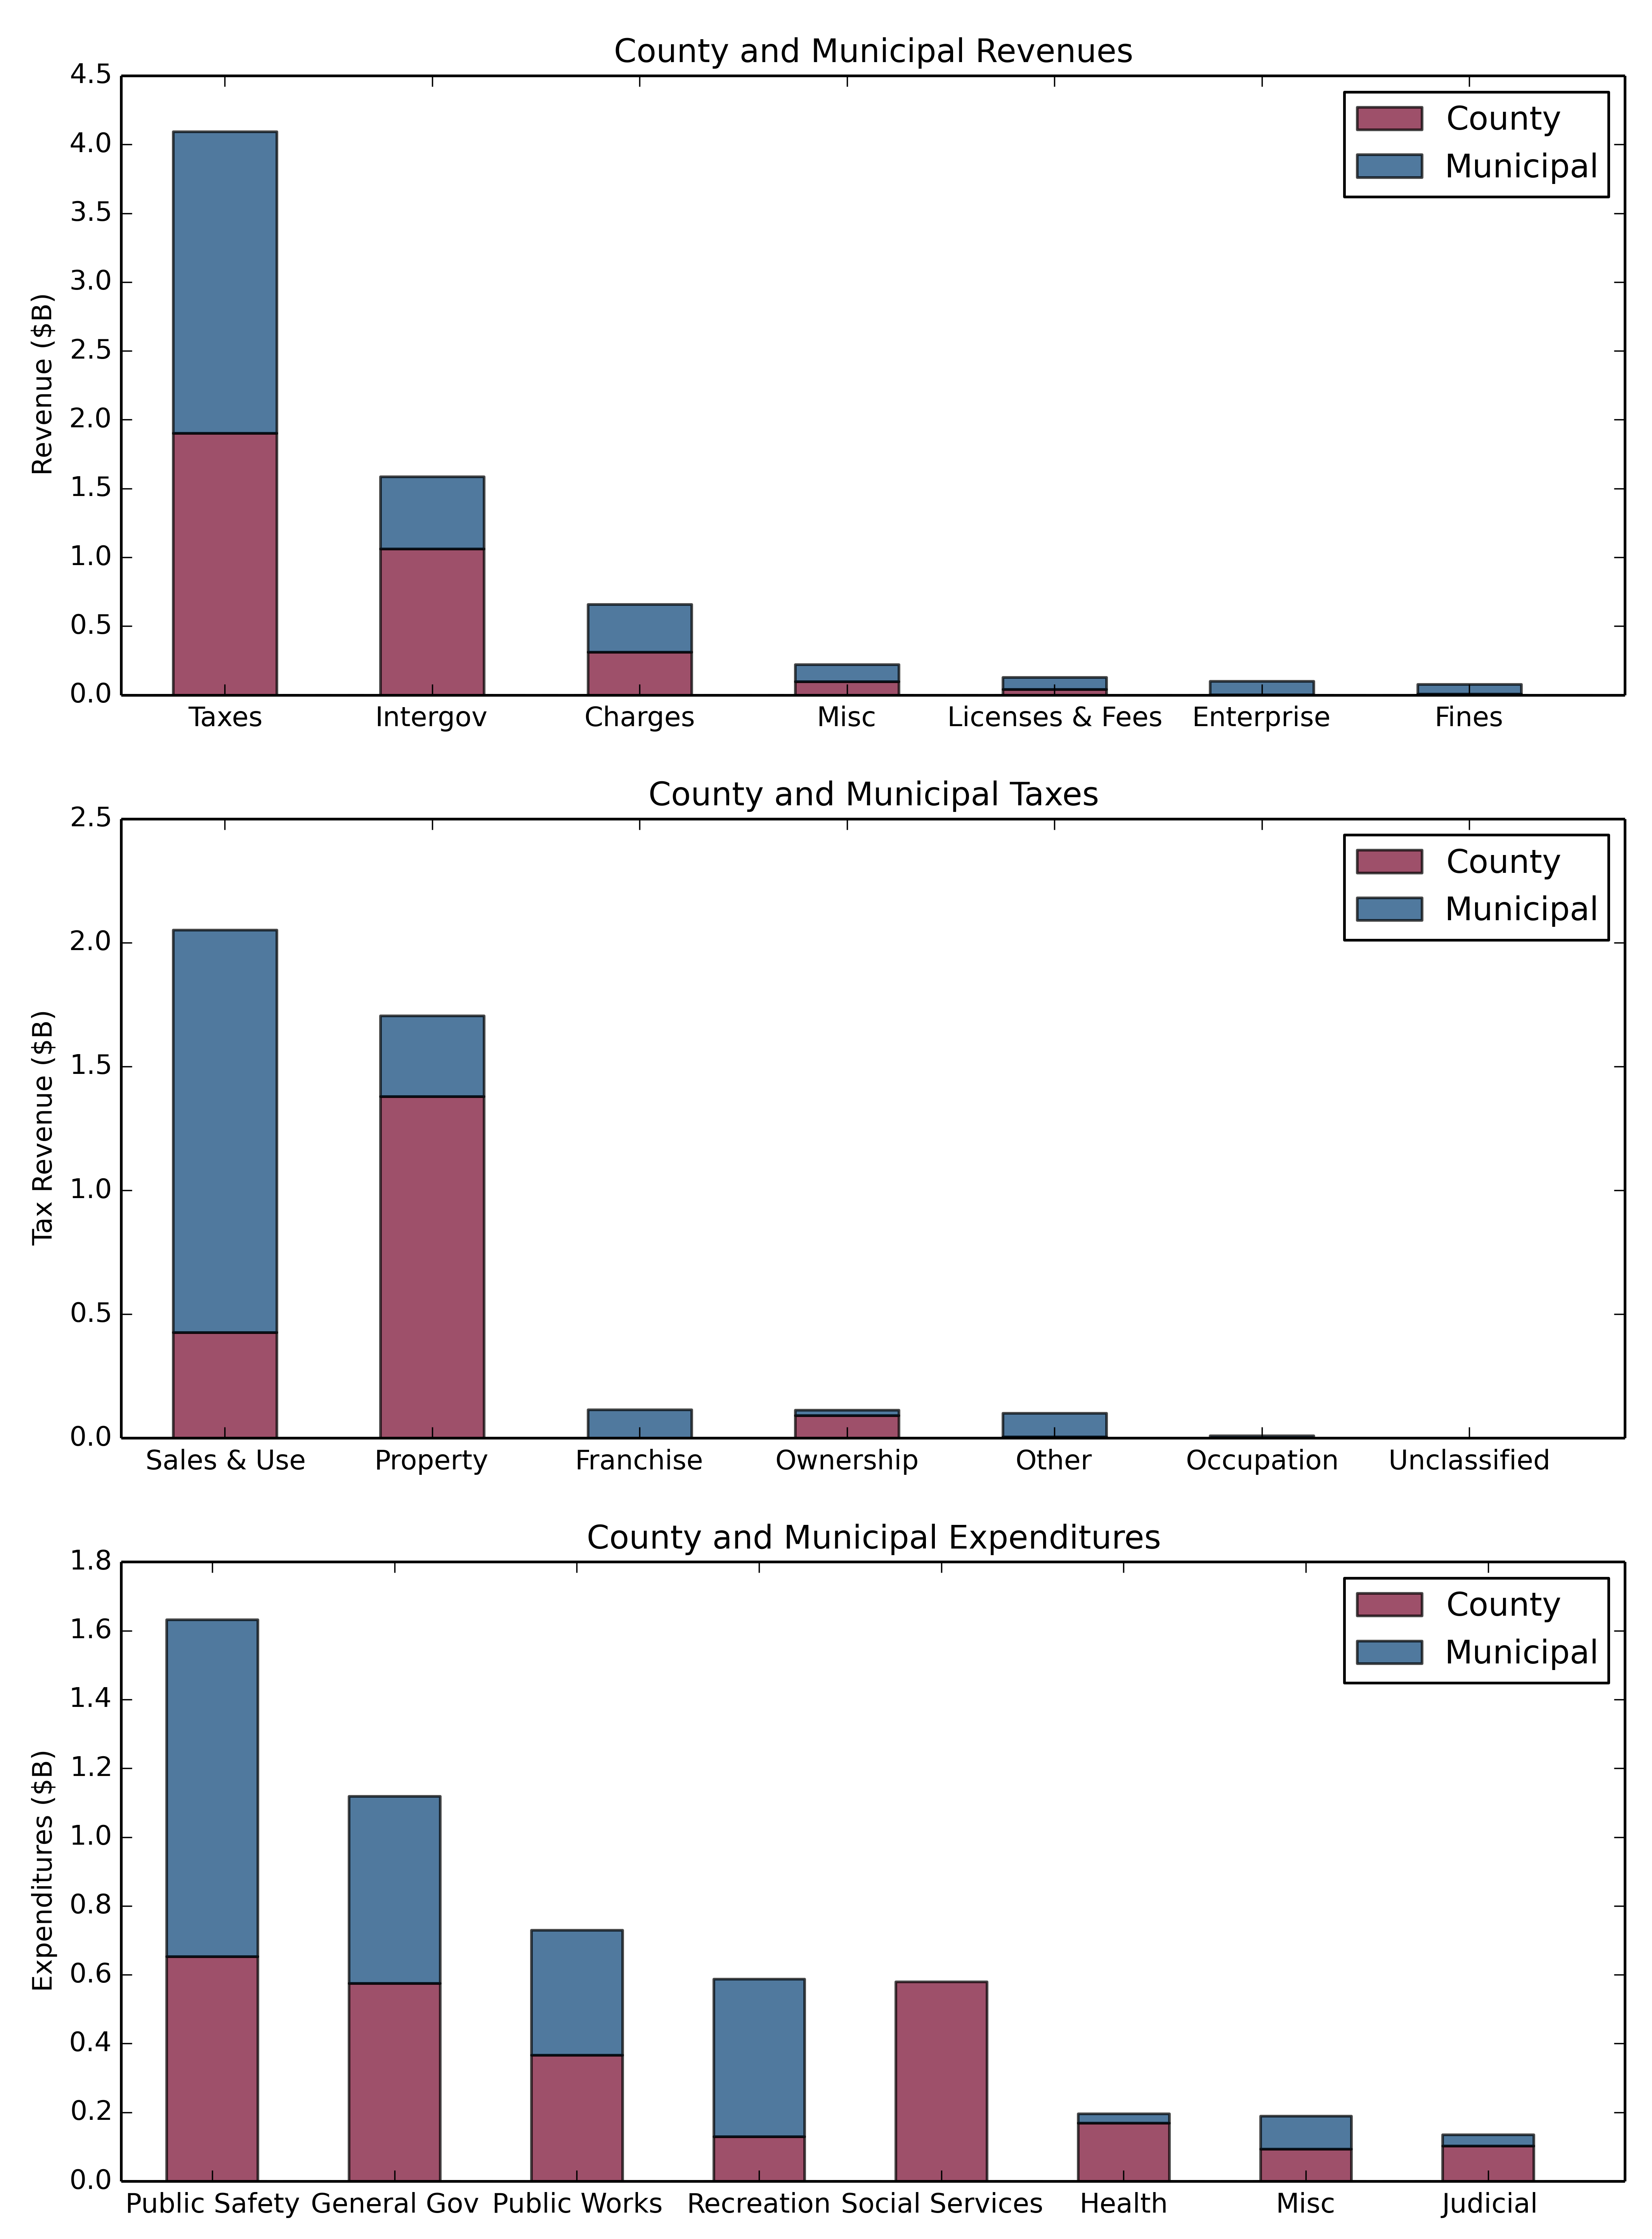 County and Municipal Revenues
4.5
4.0
3.5
3.0
2.5
2.0
1.5
1.0
0.5
0.0
Revenue ($B)
County
Municipal
Taxes Intergov Charges Misc Licenses & Fees Enterprise Fines
County and Municipal Taxes
2.5
2.0
1.5
1.0
0.5
0.0
Tax Revenue ($B)
County
Municipal
Sales & Use Property Franchise Ownership Other Occupation Unclassified
County and Municipal Expenditures
1.8
1.6
1.4
1.2
1.0
0.8
0.6
0.4
0.2
0.0
Expenditures ($B)
County
Municipal
Public Safety General Gov Public Works Recreation Social Services Health Misc Judicial